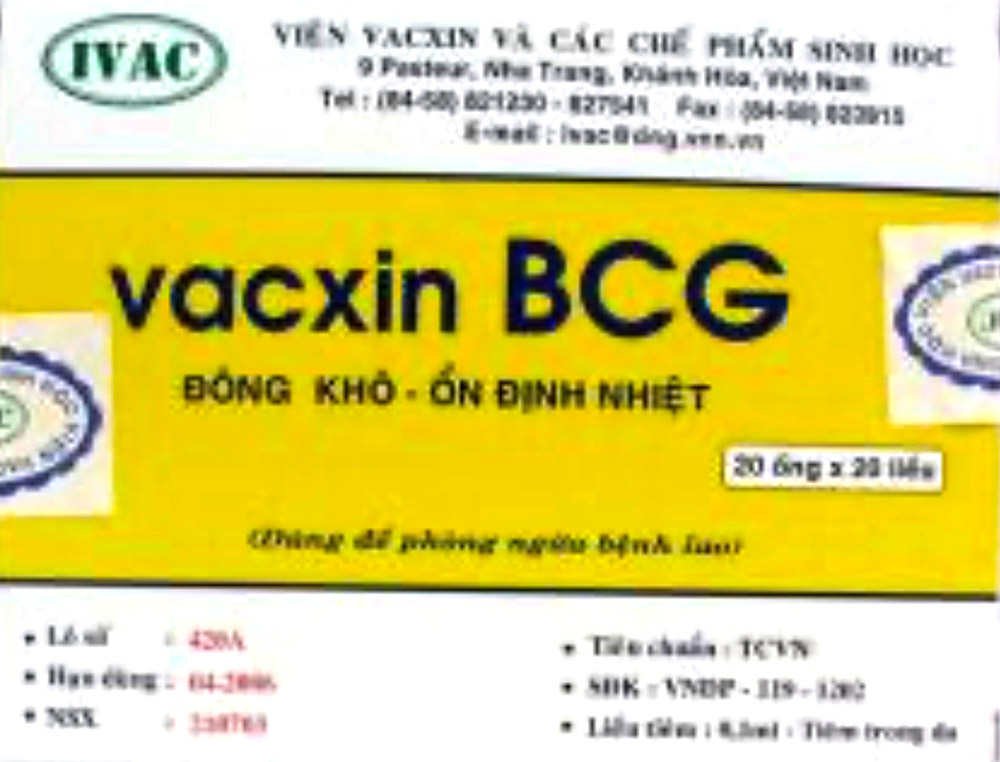 IVAC
VIỆN VACXIN VÀ CÁC CHẾ PHẨM SINH HỌC
9 Pasteur, Nha Trang, Khánh Hòa, Việt Nam
Tel : (84-58) 821230 - 827541 Fax : (84-58) 823815
E-mail : ivac@dng.vnn.vn
vacxin BCG
ĐÔNG KHÔ - ỔN ĐỊNH NHIỆT
20 ống x 20 liều
(Dùng để phòng ngừa bệnh lao)
• Lô số : 420A
• Hạn dùng : 04-2006
• NSX :
• Tiêu chuẩn : TCVN
• SĐK : VNDP - 119 - 1202
• Liều tiêm : 0,1ml - Tiêm trong da